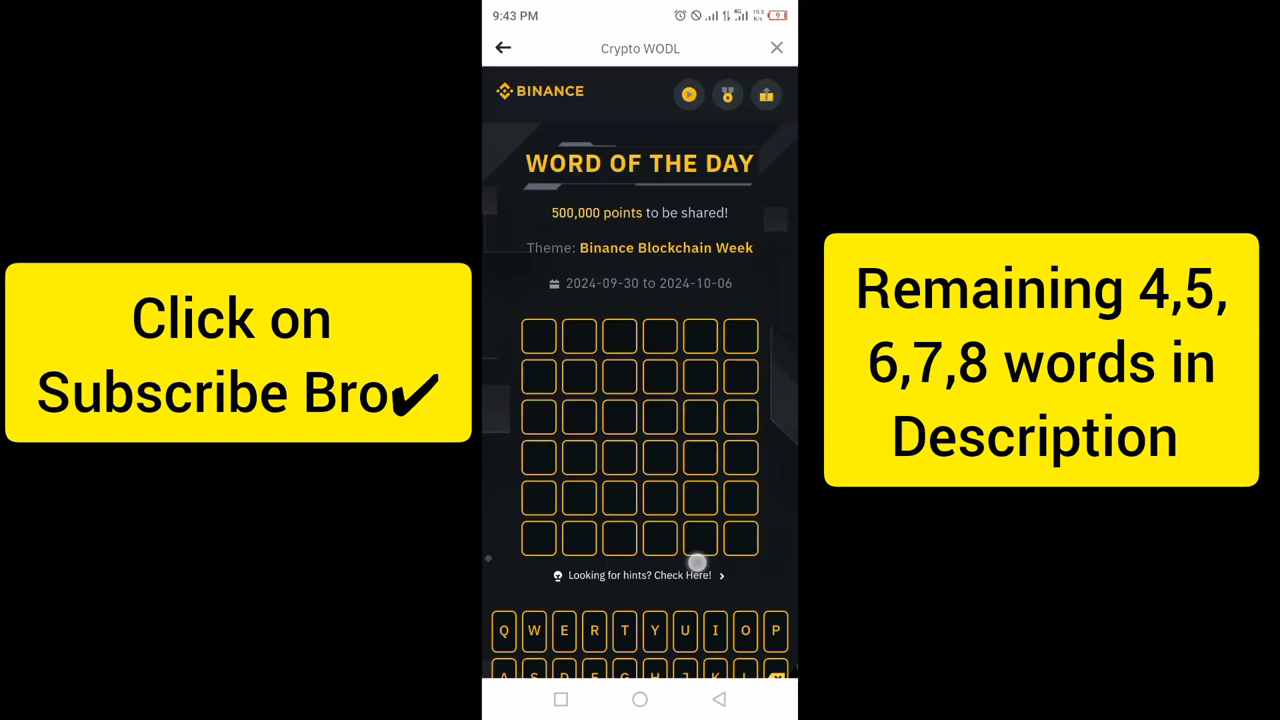 9:43 PM
Crypto WODL
BINANCE
WORD OF THE DAY
500,000 points to be shared!
Theme: Binance Blockchain Week
2024-09-30 to 2024-10-06
Looking for hints? Check Here!
Q W E R T Y U I O P
Click on
Subscribe Bro✔
Remaining 4,5,
6,7,8 words in
Description